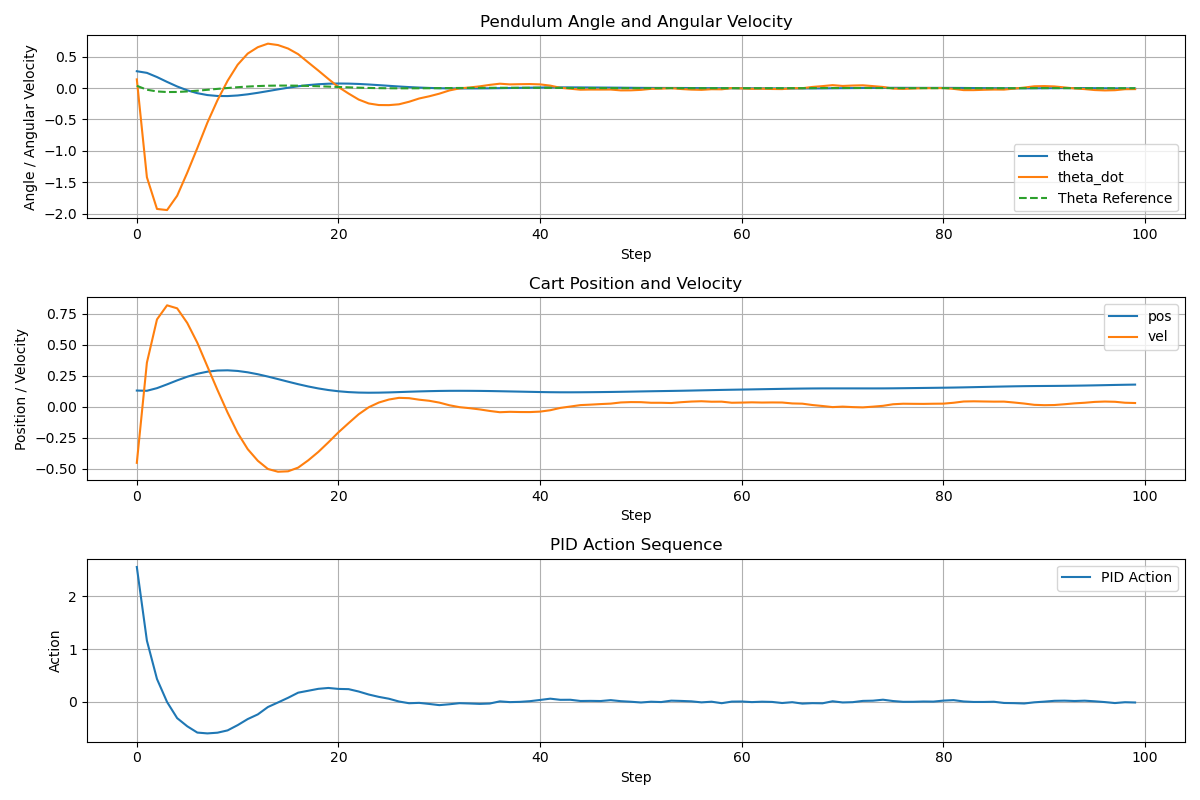 Pendulum Angle and Angular Velocity
Angle / Angular Velocity
0.5
0.0
−0.5
−1.0
−1.5
−2.0
theta
theta_dot
Theta Reference
0 20 40 60 80 100
Step
Cart Position and Velocity
Position / Velocity
0.75
0.50
0.25
0.00
−0.25
−0.50
pos
vel
0 20 40 60 80 100
Step
PID Action Sequence
Action
2
1
0
PID Action
0 20 40 60 80 100
Step